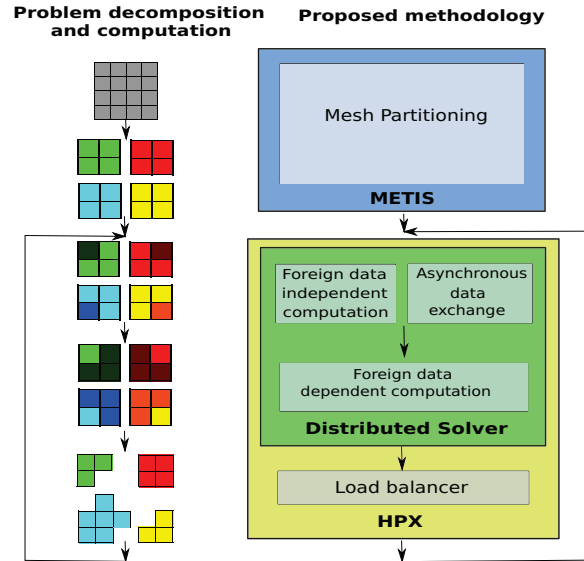 Problem decomposition
and computation
Proposed methodology
Mesh Partitioning
METIS
Foreign data
independent
computation
Asynchronous
data
exchange
Foreign data
dependent computation
Distributed Solver
Load balancer
HPX